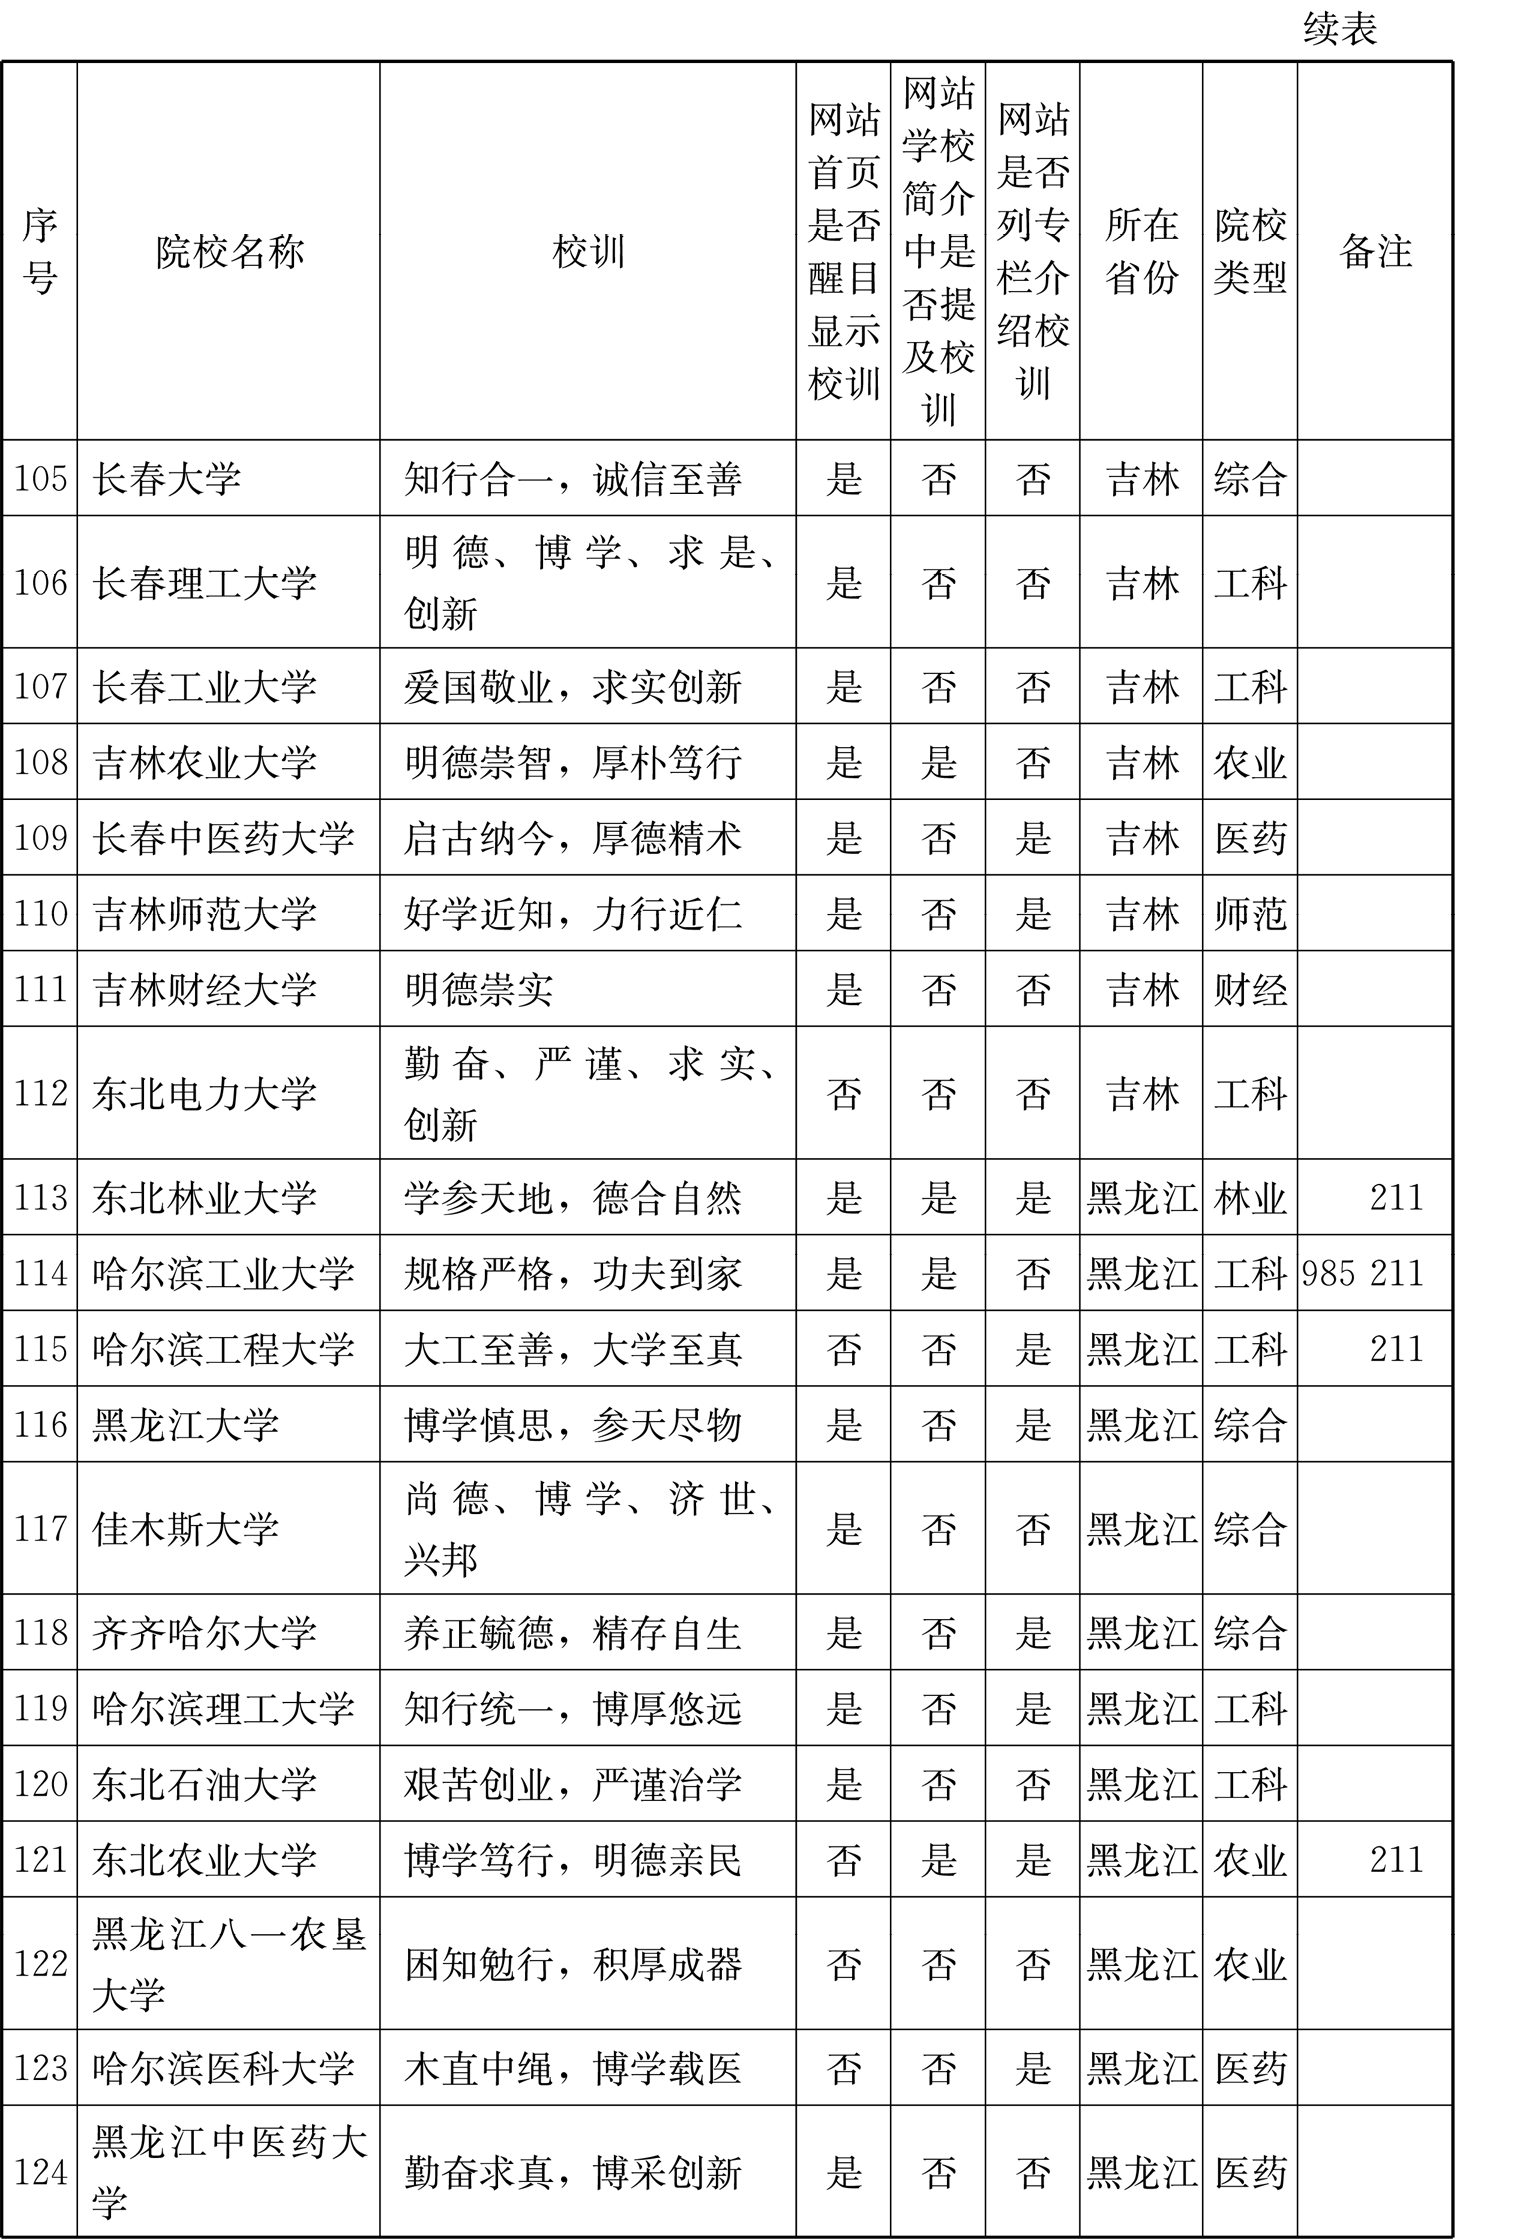 续表
序号 院校名称 校训 网站首页是否醒目显示校训 网站学校简介中是否提及校训 网站是否列专栏介绍校训 所在省份 院校类型 备注
105 长春大学 知行合一，诚信至善 是 否 否 吉林 综合
106 长春理工大学 明德、博学、求是、创新 是 否 否 吉林 工科
107 长春工业大学 爱国敬业，求实创新 是 否 否 吉林 工科
108 吉林农业大学 明德崇智，厚朴笃行 是 是 否 吉林 农业
109 长春中医药大学 启古纳今，厚德精术 是 否 是 吉林 医药
110 吉林师范大学 好学近知，力行近仁 是 否 是 吉林 师范
111 吉林财经大学 明德崇实 是 否 否 吉林 财经
112 东北电力大学 勤奋、严谨、求实、创新 否 否 否 吉林 工科
113 东北林业大学 学参天地，德合自然 是 是 是 黑龙江 林业 211
114 哈尔滨工业大学 规格严格，功夫到家 是 是 否 黑龙江 工科 985 211
115 哈尔滨工程大学 大工至善，大学至真 否 否 是 黑龙江 工科 211
116 黑龙江大学 博学慎思，参天尽物 是 否 是 黑龙江 综合
117 佳木斯大学 尚德、博学、济世、兴邦 是 否 否 黑龙江 综合
118 齐齐哈尔大学 养正毓德，精存自生 是 否 是 黑龙江 综合
119 哈尔滨理工大学 知行统一，博厚悠远 是 否 是 黑龙江 工科
120 东北石油大学 艰苦创业，严谨治学 是 否 否 黑龙江 工科
121 东北农业大学 博学笃行，明德亲民 否 是 是 黑龙江 农业 211
122 黑龙江八一农垦大学 困知勉行，积厚成器 否 否 否 黑龙江 农业
123 哈尔滨医科大学 木直中绳，博学载医 否 否 是 黑龙江 医药
124 黑龙江中医药大学 勤奋求真，博采创新 是 否 否 黑龙江 医药